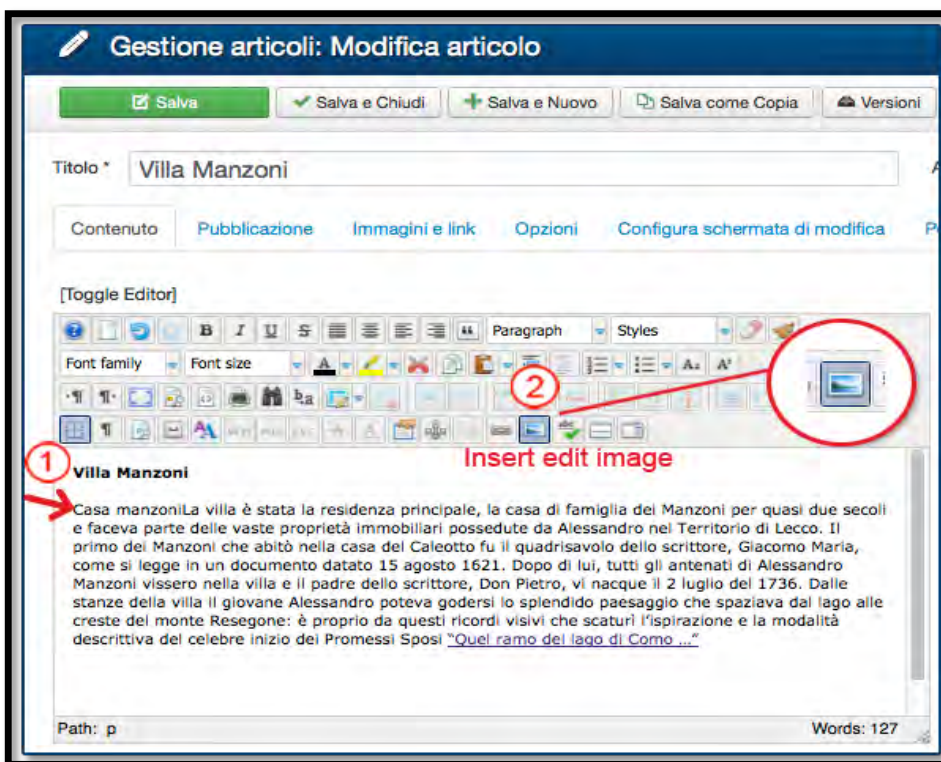 Gestione articoli: Modifica articolo
Salva
Salva e Chiudi
Salva e Nuovo
Salva come Copia
Versioni
Titolo * Villa Manzoni
Contenuto Pubblicazione Immagini e link Opzioni Configura schermata di modifica
[Toggle Editor]
B I U S Paragraph Styles
Font family Font size
2
Insert edit image
1
Villa Manzoni
Casa manzoniLa villa è stata la residenza principale, la casa di famiglia dei Manzoni per quasi due secoli
e faceva parte delle vaste proprietà immobiliari possedute da Alessandro nel Territorio di Lecco. Il
primo dei Manzoni che abitò nella casa del Caleotto fu il quadrisavolo dello scrittore, Giacomo Maria,
come si legge in un documento datato 15 agosto 1621. Dopo di lui, tutti gli antenati di Alessandro
Manzoni vissero nella villa e il padre dello scrittore, Don Pietro, vi nacque il 2 luglio del 1736. Dalle
stanze della villa il giovane Alessandro poteva godersi lo splendido paesaggio che spaziava dal lago alle
creste del monte Resegone: è proprio da questi ricordi visivi che scaturì l'ispirazione e la modalità
descrittiva del celebre inizio dei Promessi Sposi "Quel ramo del lago di Como ..."
Path: p
Words: 127